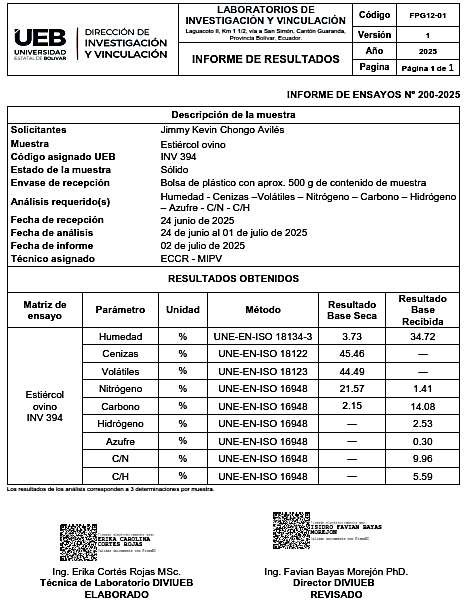 UEB
UNIVERSIDAD
ESTATAL DE BOLÍVAR
DIRECCIÓN DE
INVESTIGACIÓN
Y VINCULACIÓN
LABORATORIOS DE
INVESTIGACIÓN Y VINCULACIÓN
Laguacoto II, Km 1 1/2, vía a San Simón, Cantón Guaranda,
Provincia Bolívar, Ecuador.
INFORME DE RESULTADOS
Código FPG12-01
Versión 1
Año 2025
Pagina Página 1 de 1
INFORME DE ENSAYOS N° 200-2025
Descripción de la muestra
Solicitantes Jimmy Kevin Chongo Avilés
Muestra Estiércol ovino
Código asignado UEB INV 394
Estado de la muestra Sólido
Envase de recepción Bolsa de plástico con aprox. 500 g de contenido de muestra
Análisis requerido(s) Humedad - Cenizas –Volátiles – Nitrógeno – Carbono – Hidrógeno
– Azufre - C/N - C/H
Fecha de recepción 24 junio de 2025
Fecha de análisis 24 de junio al 01 de julio de 2025
Fecha de informe 02 de julio de 2025
Técnico asignado ECCR - MIPV
RESULTADOS OBTENIDOS
Matriz de ensayo Parámetro Unidad Método Resultado Base Seca Resultado Base Recibida
Estiércol ovino INV 394
Humedad % UNE-EN-ISO 18134-3 3.73 34.72
Cenizas % UNE-EN-ISO 18122 45.46 —
Volátiles % UNE-EN-ISO 18123 44.49 —
Nitrógeno % UNE-EN-ISO 16948 21.57 1.41
Carbono % UNE-EN-ISO 16948 2.15 14.08
Hidrógeno % UNE-EN-ISO 16948 — 2.53
Azufre % UNE-EN-ISO 16948 — 0.30
C/N % UNE-EN-ISO 16948 — 9.96
C/H % UNE-EN-ISO 16948 — 5.59
Los resultados de los análisis corresponden a 3 determinaciones por muestra.
ERIKA CAROLINA
CORTES ROJAS
Ing. Erika Cortés Rojas MSc.
Técnica de Laboratorio DIVIUEB
ELABORADO
ISIDRO FAVIAN BAYAS
MOREJON
Ing. Favian Bayas Morejón PhD.
Director DIVIUEB
REVISADO